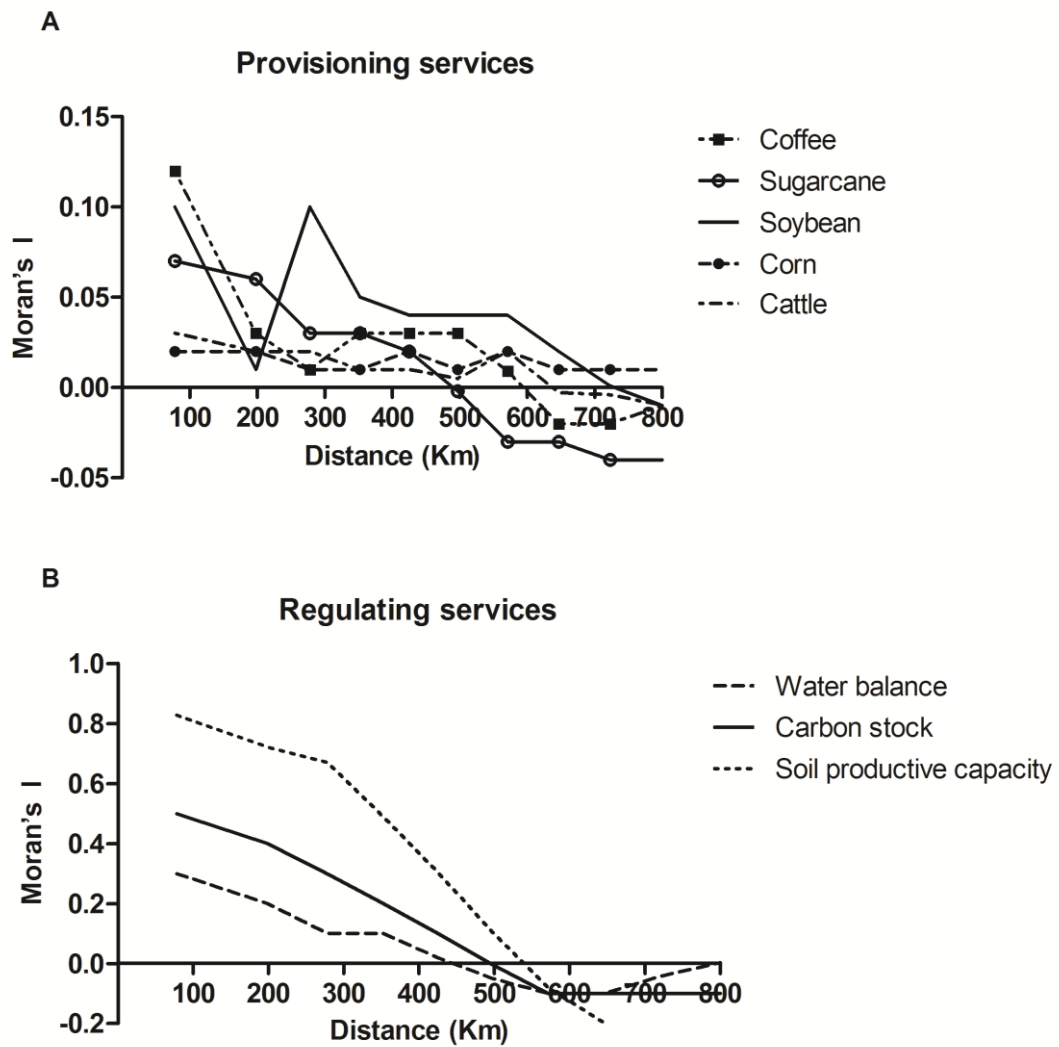 A
Provisioning services
0.15
0.10
0.05
0.00
-0.05
Moran's I
100 200 300 400 500 600 700 800
Distance (Km)
Coffee
Sugarcane
Soybean
Corn
Cattle
B
Regulating services
1.0
0.8
0.6
0.4
0.2
0.0
-0.2
Moran's I
100 200 300 400 500 600 700 800
Distance (Km)
Water balance
Carbon stock
Soil productive capacity